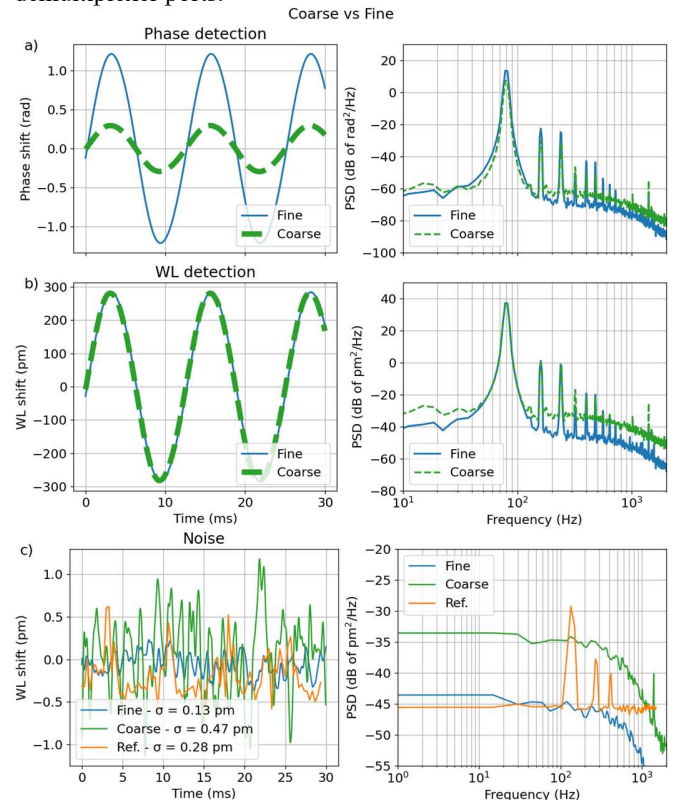 demultiplexer ports.
Coarse vs Fine
a)
Phase detection
Phase shift (rad)
1.0
0.5
0.0
−0.5
−1.0
Fine
Coarse
PSD (dB of rad²/Hz)
20
0
−20
−40
−60
−80
−100
Fine
Coarse
b)
WL detection
WL shift (pm)
300
200
100
0
−100
−200
−300
Fine
Coarse
0
10
20
30
Time (ms)
PSD (dB of pm²/Hz)
40
20
0
−20
−40
−60
−80
Fine
Coarse
10¹
10²
10³
Frequency (Hz)
c)
Noise
WL shift (pm)
1.0
0.5
0.0
−0.5
−1.0
Fine - σ = 0.13 pm
Coarse - σ = 0.47 pm
Ref. - σ = 0.28 pm
0
5
10
15
20
25
30
Time (ms)
PSD (dB of pm²/Hz)
−20
−25
−30
−35
−40
−45
−50
−55
Fine
Coarse
Ref.
10⁰
10¹
10²
10³
Frequency (Hz)